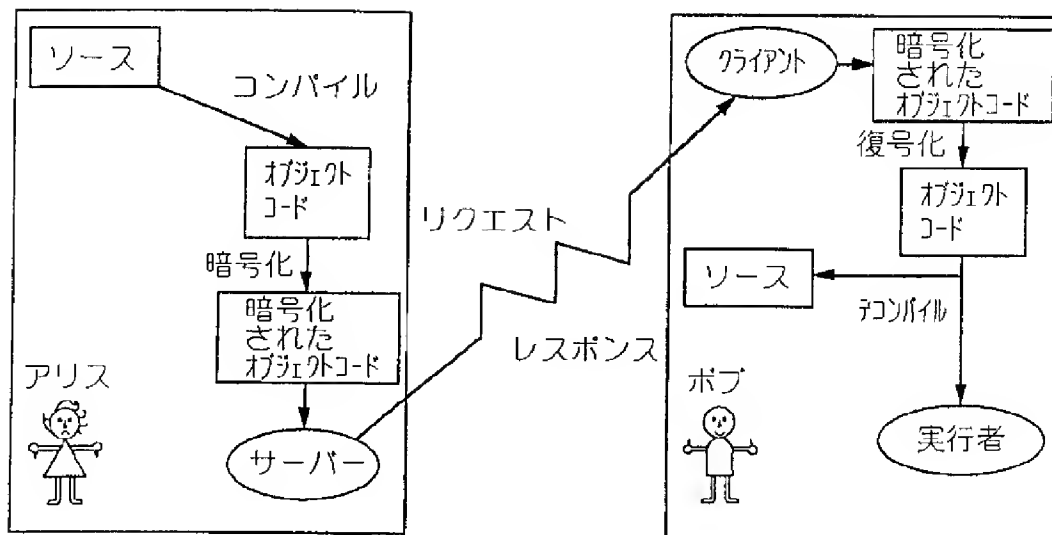 ソース
コンパイル
オブジェクト
コード
暗号化
暗号化
された
オブジェクトコード
アリス
サーバー
リクエスト
レスポンス
クライアント
暗号化
された
オブジェクトコード
復号化
オブジェクト
コード
ソース
デコンパイル
ボブ
実行者